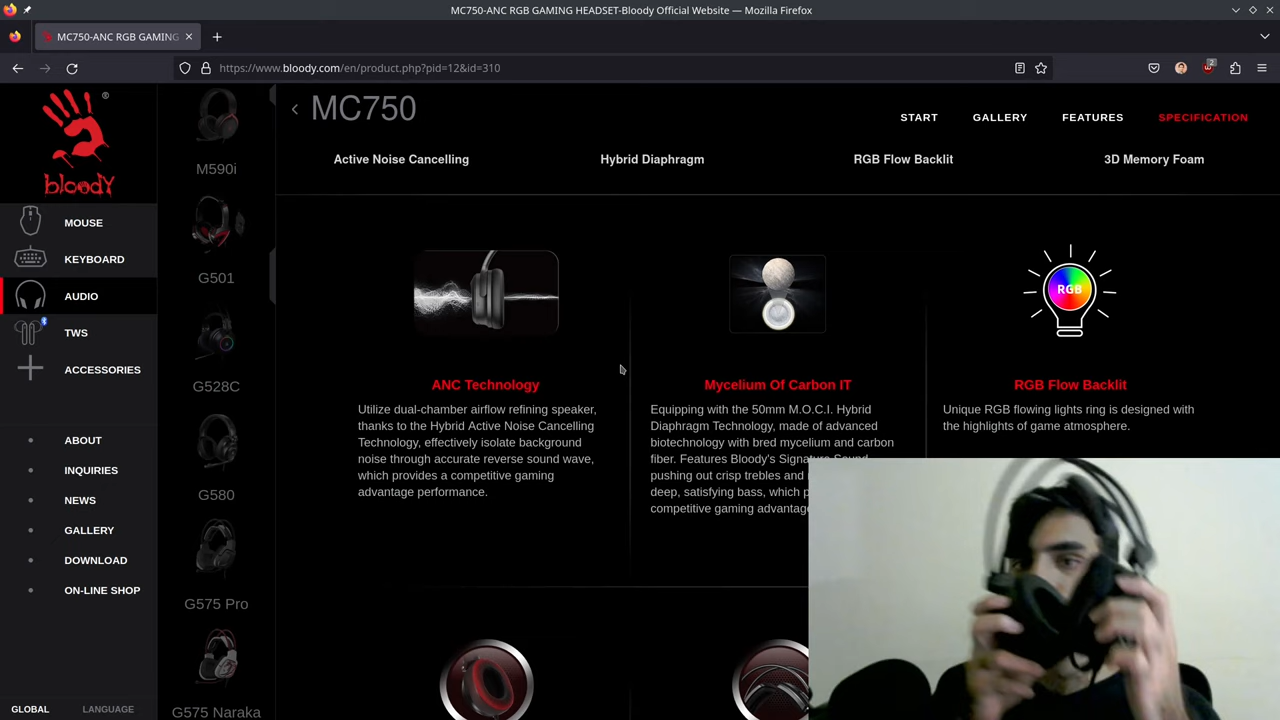 MC750-ANC RGB GAMING HEADSET-Bloody Official Website — Mozilla Firefox
MC750-ANC RGB GAMING
https://www.bloody.com/en/product.php?pid=12&id=310
2
®
bloody
MOUSE
KEYBOARD
AUDIO
TWS
ACCESSORIES
ABOUT
INQUIRIES
NEWS
GALLERY
DOWNLOAD
ON-LINE SHOP
GLOBAL LANGUAGE
M590i
G501
G528C
G580
G575 Pro
G575 Naraka
MC750
START GALLERY FEATURES SPECIFICATION
Active Noise Cancelling Hybrid Diaphragm RGB Flow Backlit 3D Memory Foam
ANC Technology
Utilize dual-chamber airflow refining speaker,
thanks to the Hybrid Active Noise Cancelling
Technology, effectively isolate background
noise through accurate reverse sound wave,
which provides a competitive gaming
advantage performance.
Mycelium Of Carbon IT
Equipping with the 50mm M.O.C.I. Hybrid
Diaphragm Technology, made of advanced
biotechnology with bred mycelium and carbon
fiber. Features Bloody's Signature Sound
pushing out crisp trebles and
deep, satisfying bass, which
competitive gaming advantage
RGB
RGB Flow Backlit
Unique RGB flowing lights ring is designed with
the highlights of game atmosphere.